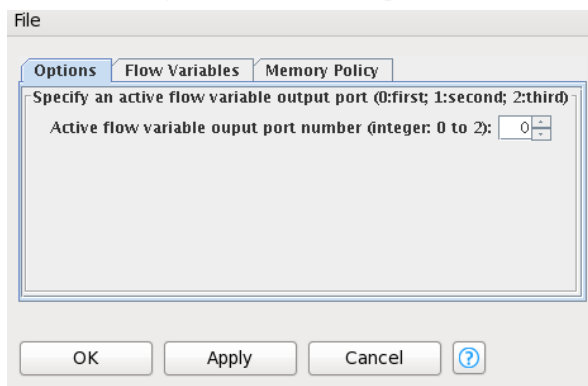 File
Options Flow Variables Memory Policy
Specify an active flow variable output port (0:first; 1:second; 2:third)
Active flow variable ouput port number (integer: 0 to 2): 0
OK Apply Cancel ?